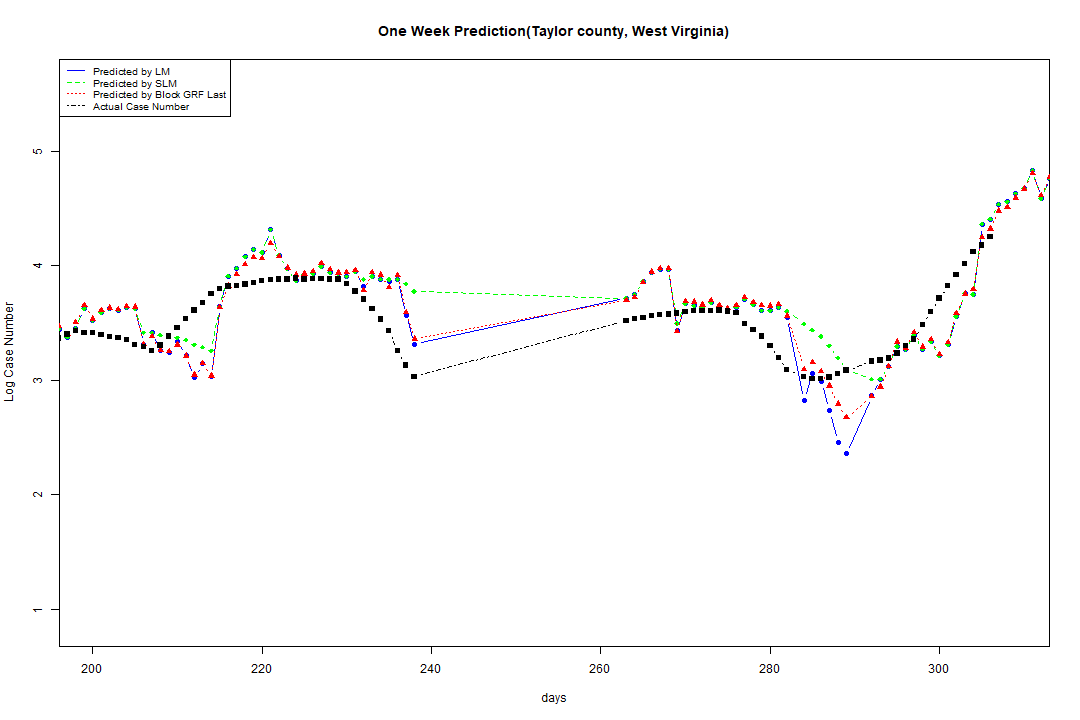 One Week Prediction(Taylor county, West Virginia)
Predicted by LM
Predicted by SLM
Predicted by Block GRF Last
Actual Case Number
5
4
3
2
1
Log Case Number
200 220 240 260 280 300
days